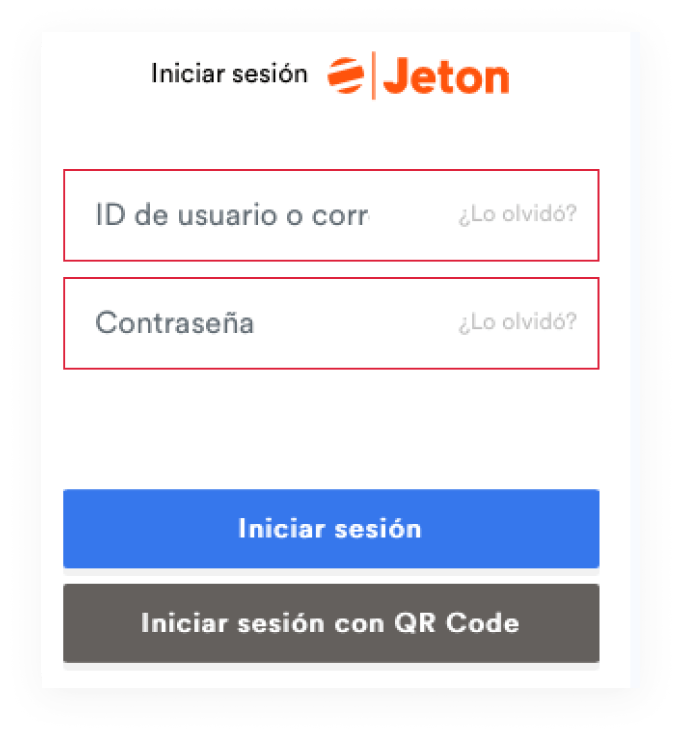 Iniciar sesión Jeton
ID de usuario o corr
¿Lo olvidó?
Contraseña
¿Lo olvidó?
Iniciar sesión
Iniciar sesión con QR Code